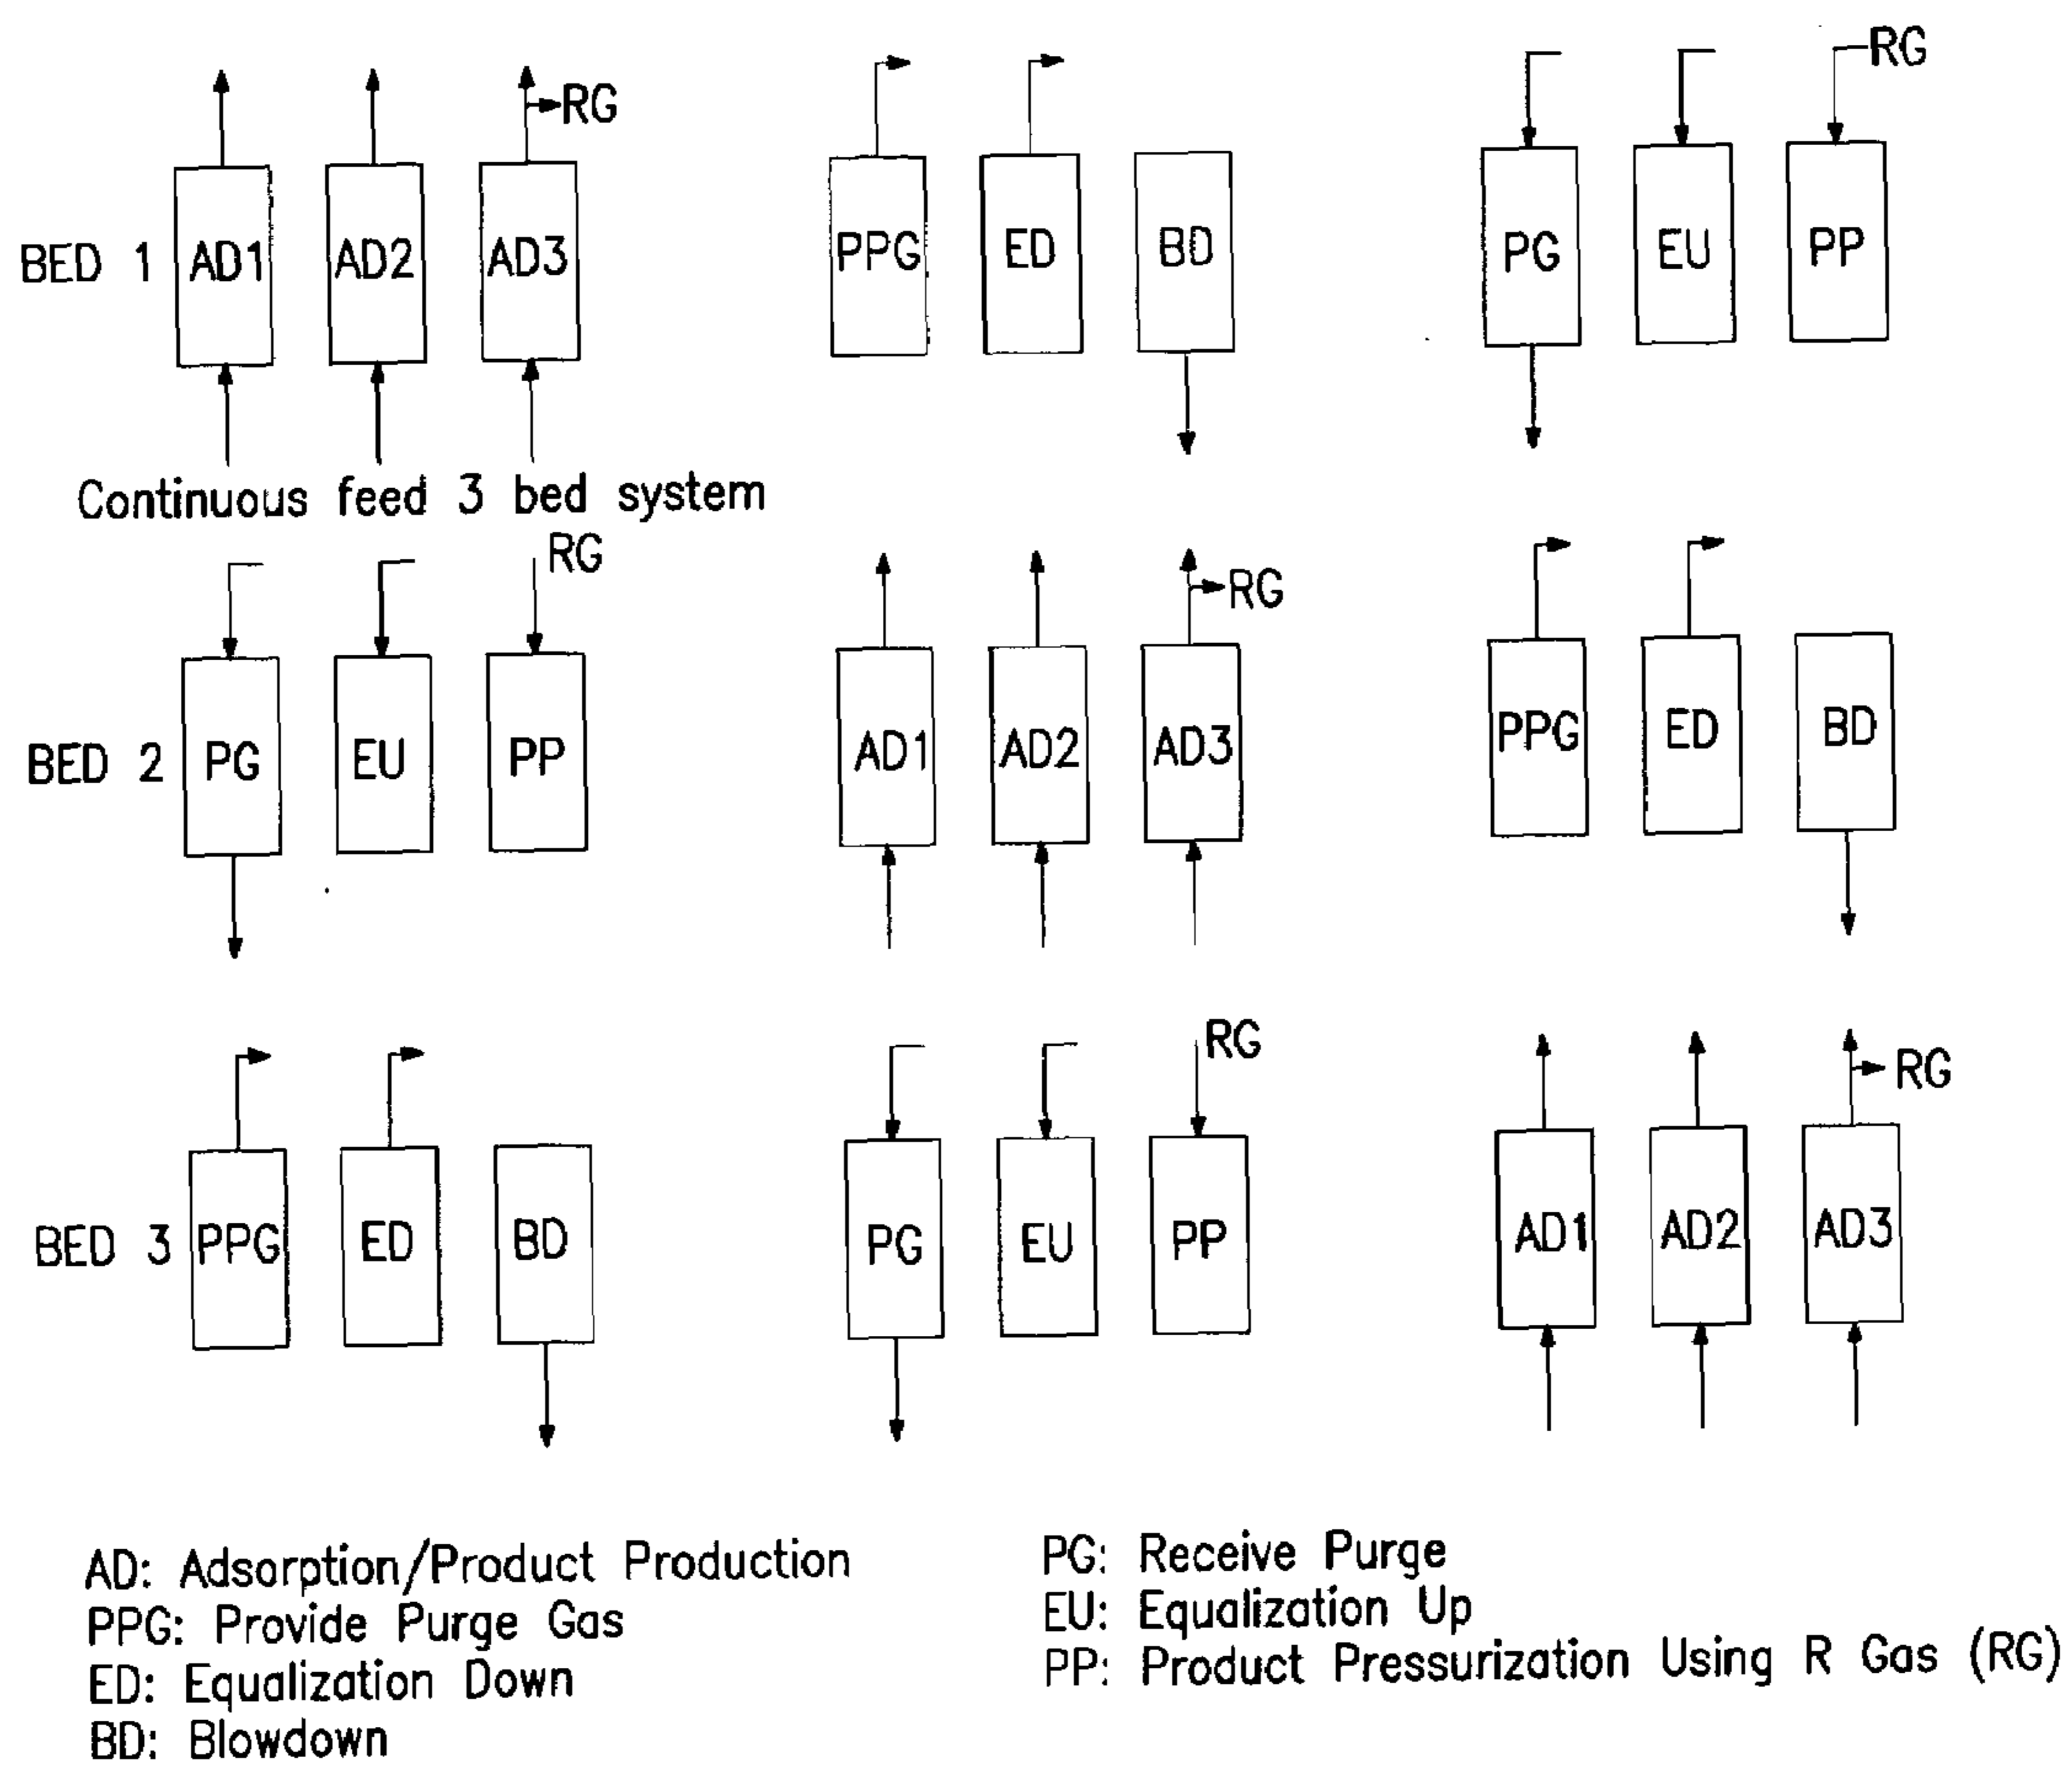 RG
RG
BED 1 AD1 AD2 AD3 PPG ED BD PG EU PP
Continuous feed 3 bed system
RG
RG
BED 2 PG EU PP AD1 AD2 AD3 PPG ED BD
RG
RG
BED 3 PPG ED BD PG EU PP AD1 AD2 AD3
AD: Adsorption/Product Production
PPG: Provide Purge Gas
ED: Equalization Down
BD: Blowdown
PG: Receive Purge
EU: Equalization Up
PP: Product Pressurization Using R Gas (RG)